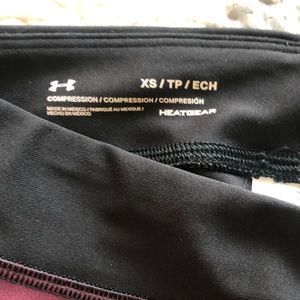 XS / TP / ECH
COMPRESSION / COMPRESSION / COMPRESIÓN
MADE IN MEXICO / FABRIQUÉ AU MEXIQUE /
HECHO EN MÉXICO
HEATGEAR